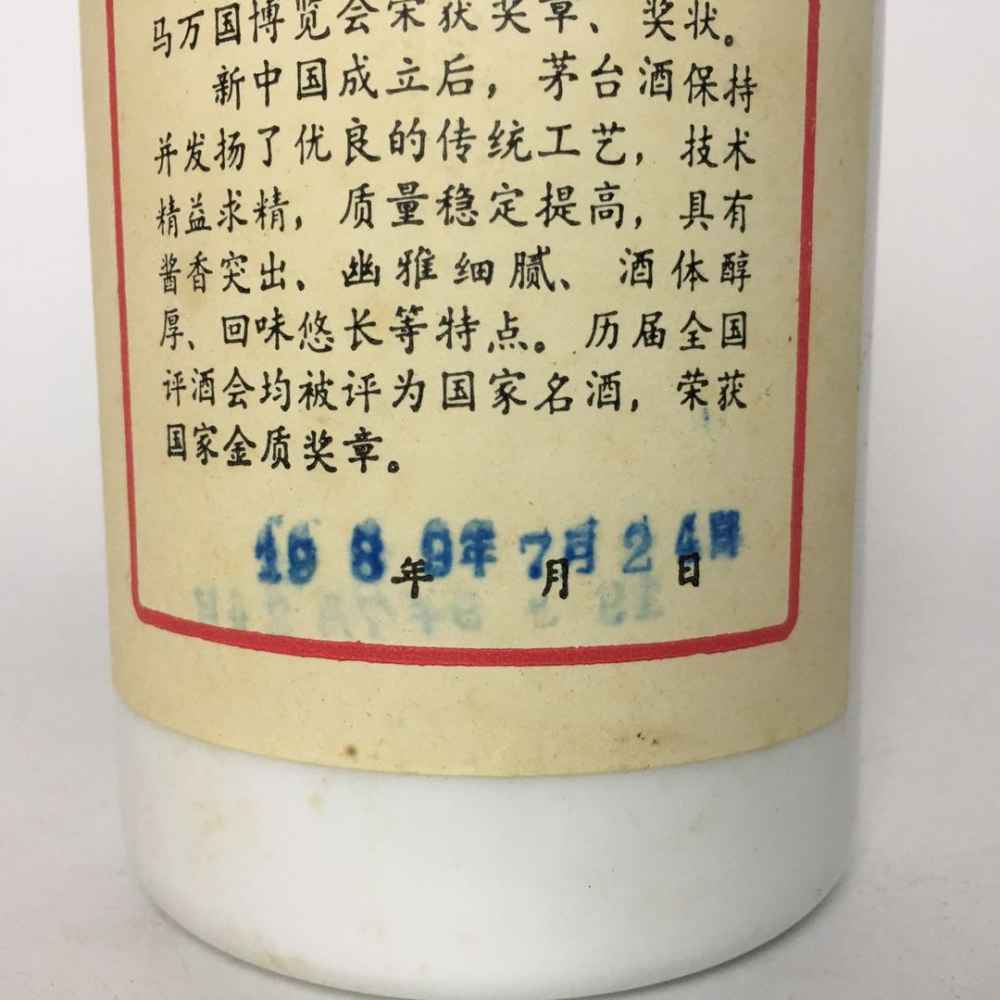 马万国博览会荣获奖章、奖状。
新中国成立后，茅台酒保持
并发扬了优良的传统工艺，技术
精益求精，质量稳定提高，具有
酱香突出、幽雅细腻、酒体醇
厚、回味悠长等特点。历届全国
评酒会均被评为国家名酒，荣获
国家金质奖章。
1989年7月24日
年 月 日